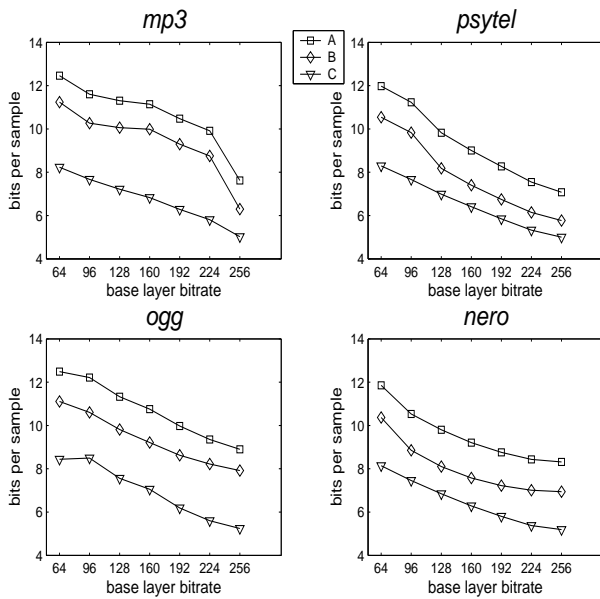 mp3
14
12
10
8
6
4
bits per sample
64 96 128 160 192 224 256
base layer bitrate
A
B
C
psytel
14
12
10
8
6
4
bits per sample
64 96 128 160 192 224 256
base layer bitrate
ogg
14
12
10
8
6
4
bits per sample
64 96 128 160 192 224 256
base layer bitrate
nero
14
12
10
8
6
4
bits per sample
64 96 128 160 192 224 256
base layer bitrate